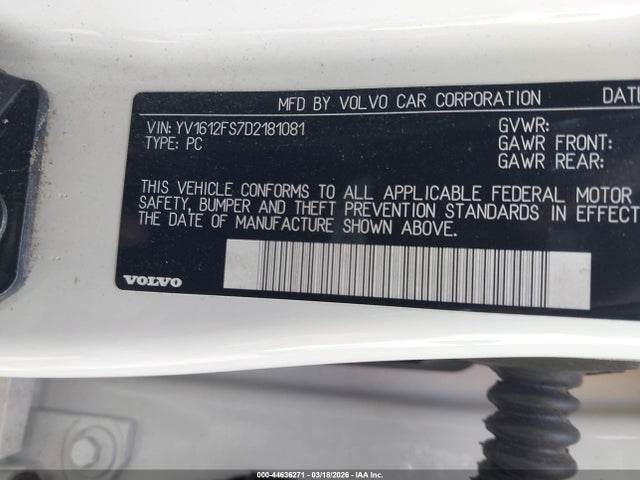 MFD BY VOLVO CAR CORPORATION DATE
VIN: YV1612FS7D2181081 GVWR:
TYPE: PC GAWR FRONT:
GAWR REAR:
THIS VEHICLE CONFORMS TO ALL APPLICABLE FEDERAL MOTOR
SAFETY, BUMPER AND THEFT PREVENTION STANDARDS IN EFFECT
THE DATE OF MANUFACTURE SHOWN ABOVE.
VOLVO
000-44636271 - 03/18/2026 - IAA Inc.